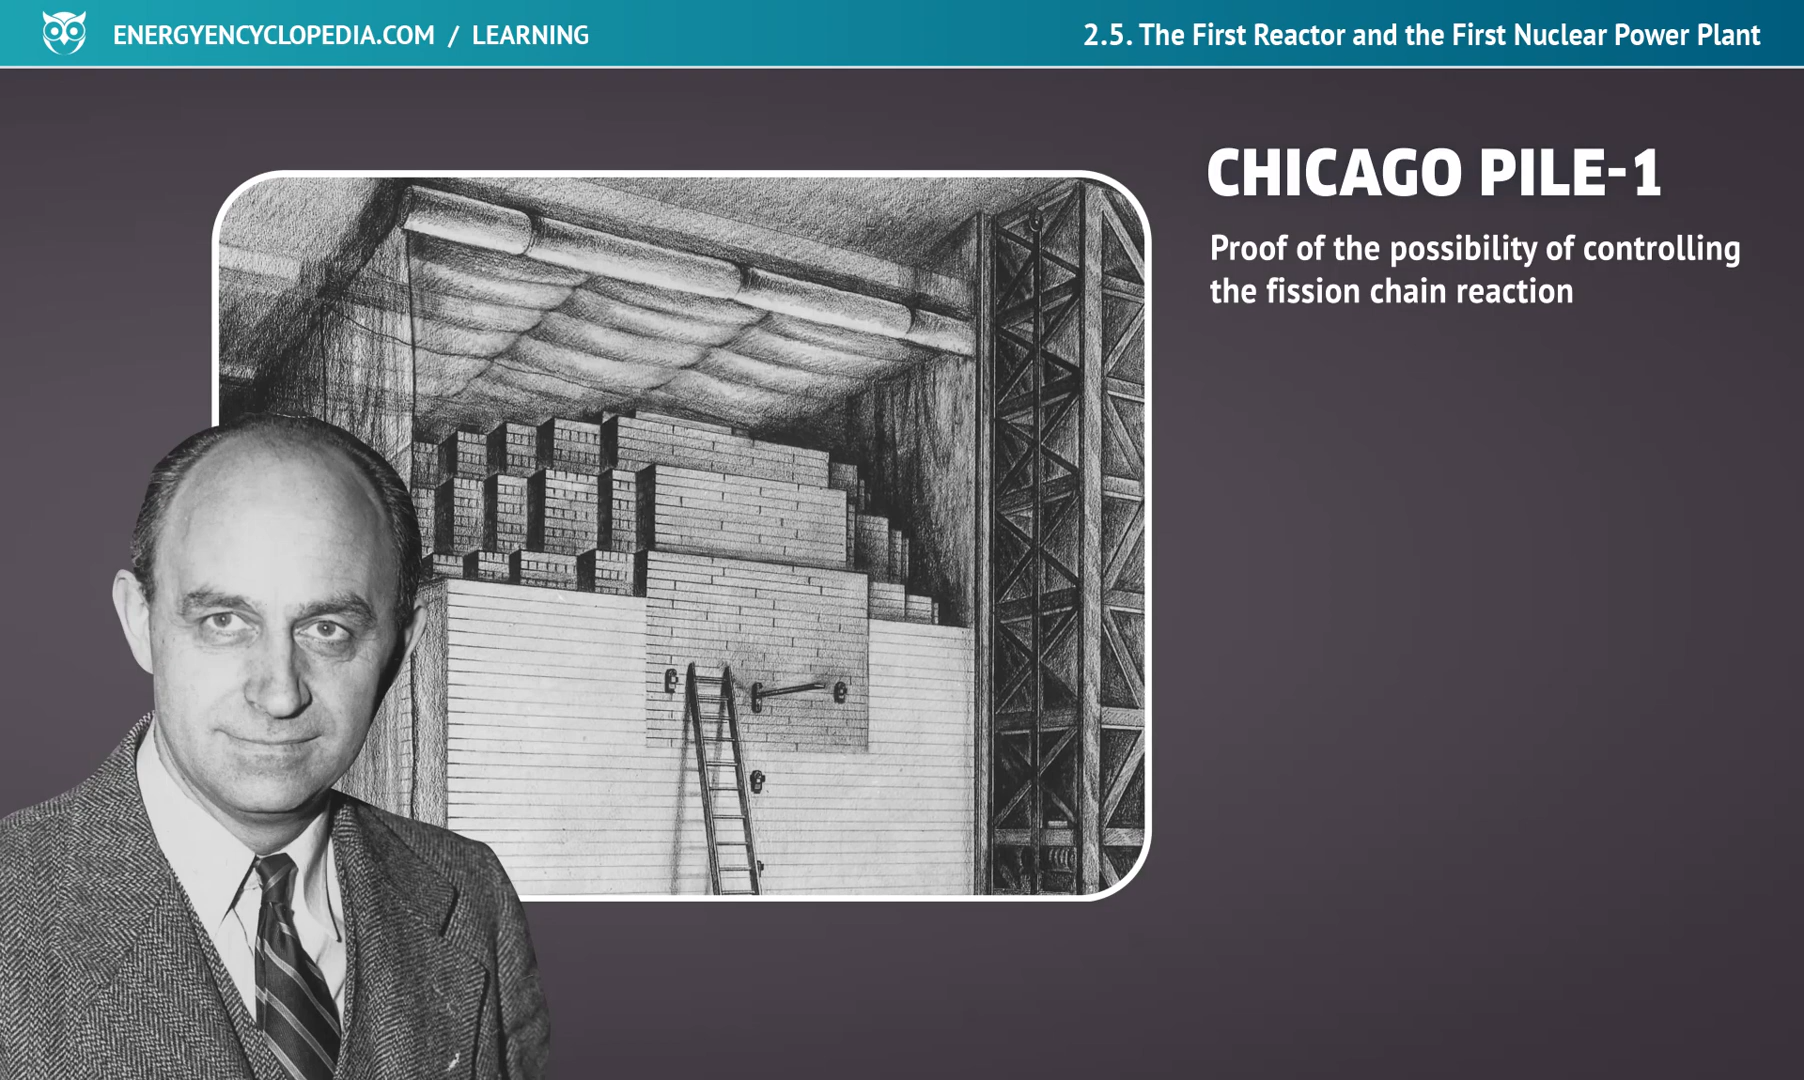 ENERGYENCYCLOPEDIA.COM / LEARNING
2.5. The First Reactor and the First Nuclear Power Plant
CHICAGO PILE-1
Proof of the possibility of controlling
the fission chain reaction